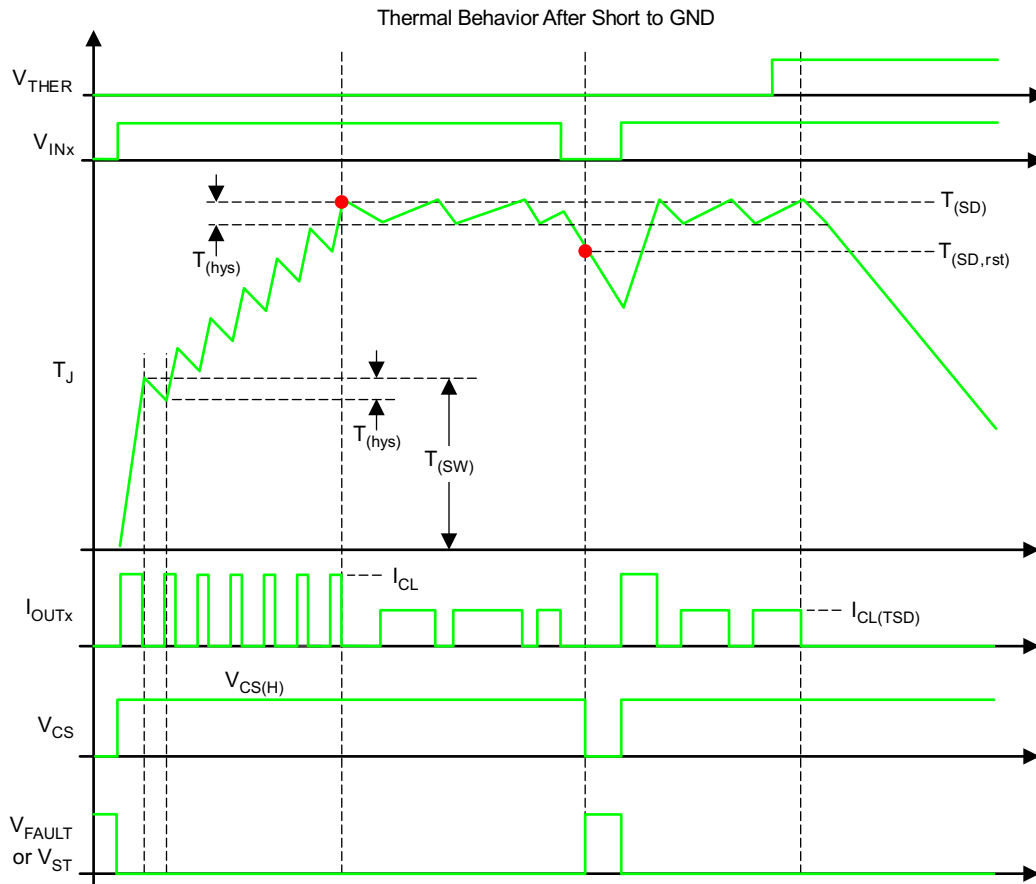 Thermal Behavior After Short to GND
V_THER
V_INx
T_(SD)
T_(hys)
T_(SD,rst)
T_J
T_(hys)
T_(SW)
I_CL
I_OUTx
I_CL(TSD)
V_CS(H)
V_CS
V_FAULT
or V_ST